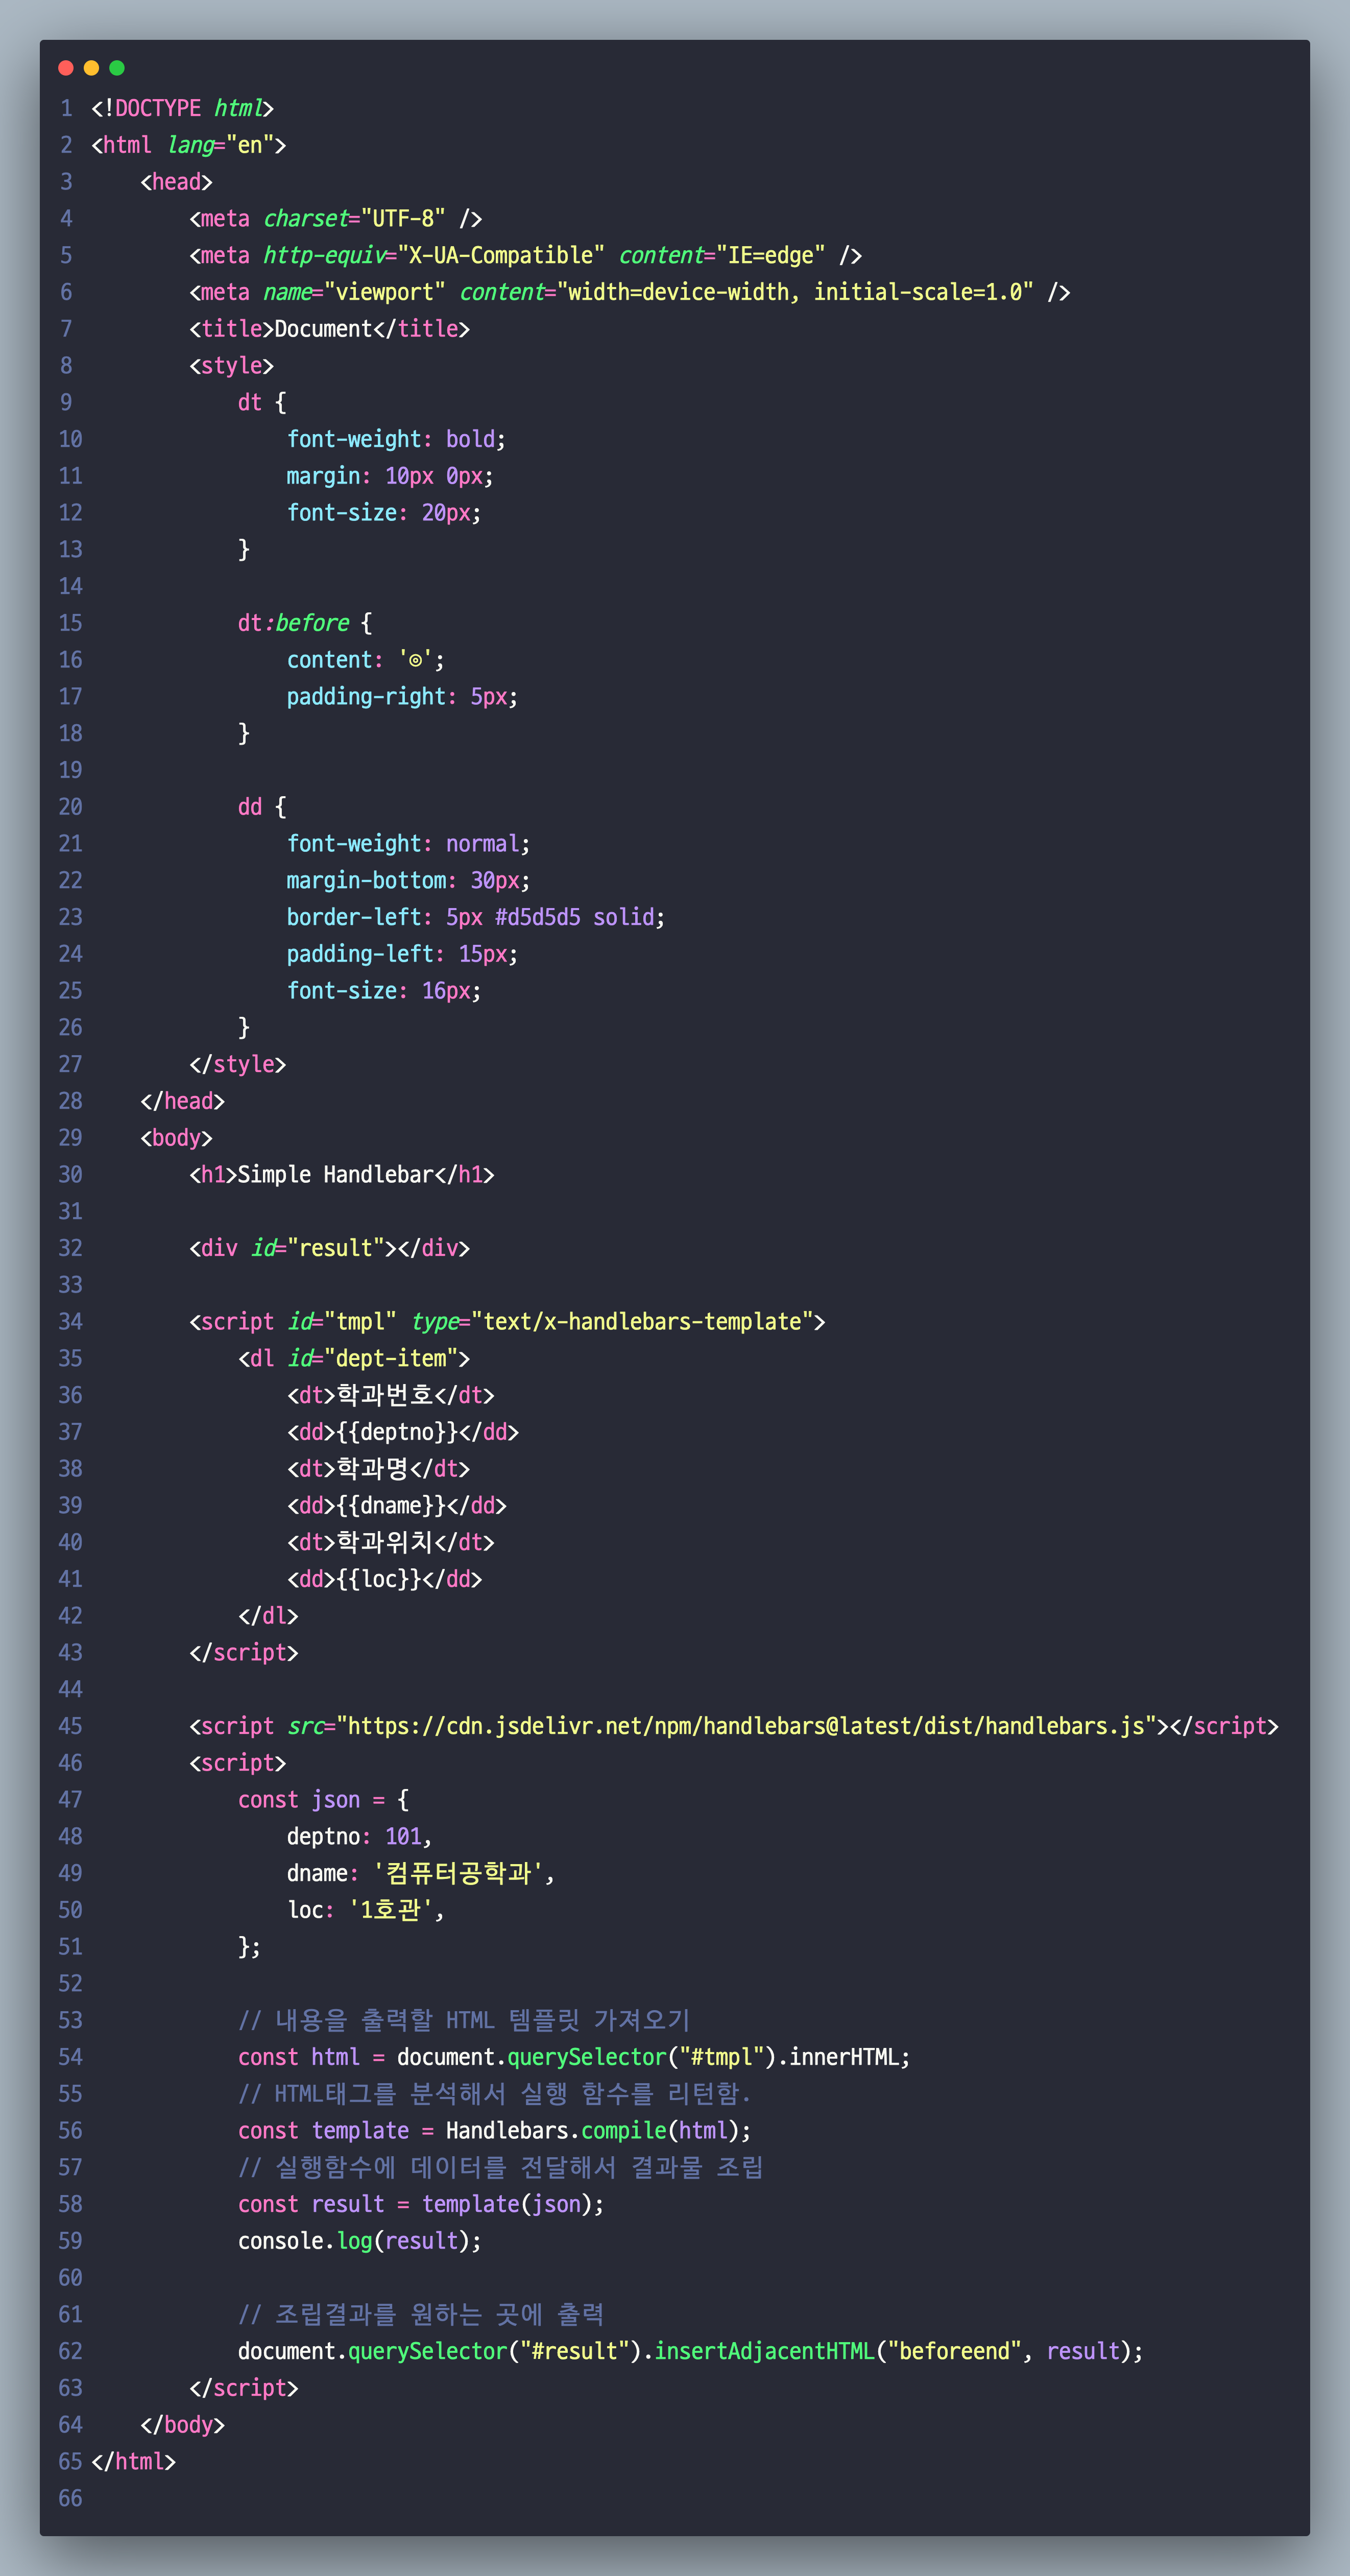 1 <!DOCTYPE html>
2 <html lang="en">
3     <head>
4         <meta charset="UTF-8" />
5         <meta http-equiv="X-UA-Compatible" content="IE=edge" />
6         <meta name="viewport" content="width=device-width, initial-scale=1.0" />
7         <title>Document</title>
8         <style>
9             dt {
10                 font-weight: bold;
11                 margin: 10px 0px;
12                 font-size: 20px;
13             }
14
15             dt:before {
16                 content: '⊚';
17                 padding-right: 5px;
18             }
19
20             dd {
21                 font-weight: normal;
22                 margin-bottom: 30px;
23                 border-left: 5px #d5d5d5 solid;
24                 padding-left: 15px;
25                 font-size: 16px;
26             }
27         </style>
28     </head>
29     <body>
30         <h1>Simple Handlebar</h1>
31
32         <div id="result"></div>
33
34         <script id="tmpl" type="text/x-handlebars-template">
35             <dl id="dept-item">
36                 <dt>학과번호</dt>
37                 <dd>{{deptno}}</dd>
38                 <dt>학과명</dt>
39                 <dd>{{dname}}</dd>
40                 <dt>학과위치</dt>
41                 <dd>{{loc}}</dd>
42             </dl>
43         </script>
44
45         <script src="https://cdn.jsdelivr.net/npm/handlebars@latest/dist/handlebars.js"></script>
46         <script>
47             const json = {
48                 deptno: 101,
49                 dname: '컴퓨터공학과',
50                 loc: '1호관',
51             };
52
53             // 내용을 출력할 HTML 템플릿 가져오기
54             const html = document.querySelector("#tmpl").innerHTML;
55             // HTML태그를 분석해서 실행 함수를 리턴함.
56             const template = Handlebars.compile(html);
57             // 실행함수에 데이터를 전달해서 결과물 조립
58             const result = template(json);
59             console.log(result);
60
61             // 조립결과를 원하는 곳에 출력
62             document.querySelector("#result").insertAdjacentHTML("beforeend", result);
63         </script>
64     </body>
65 </html>
66